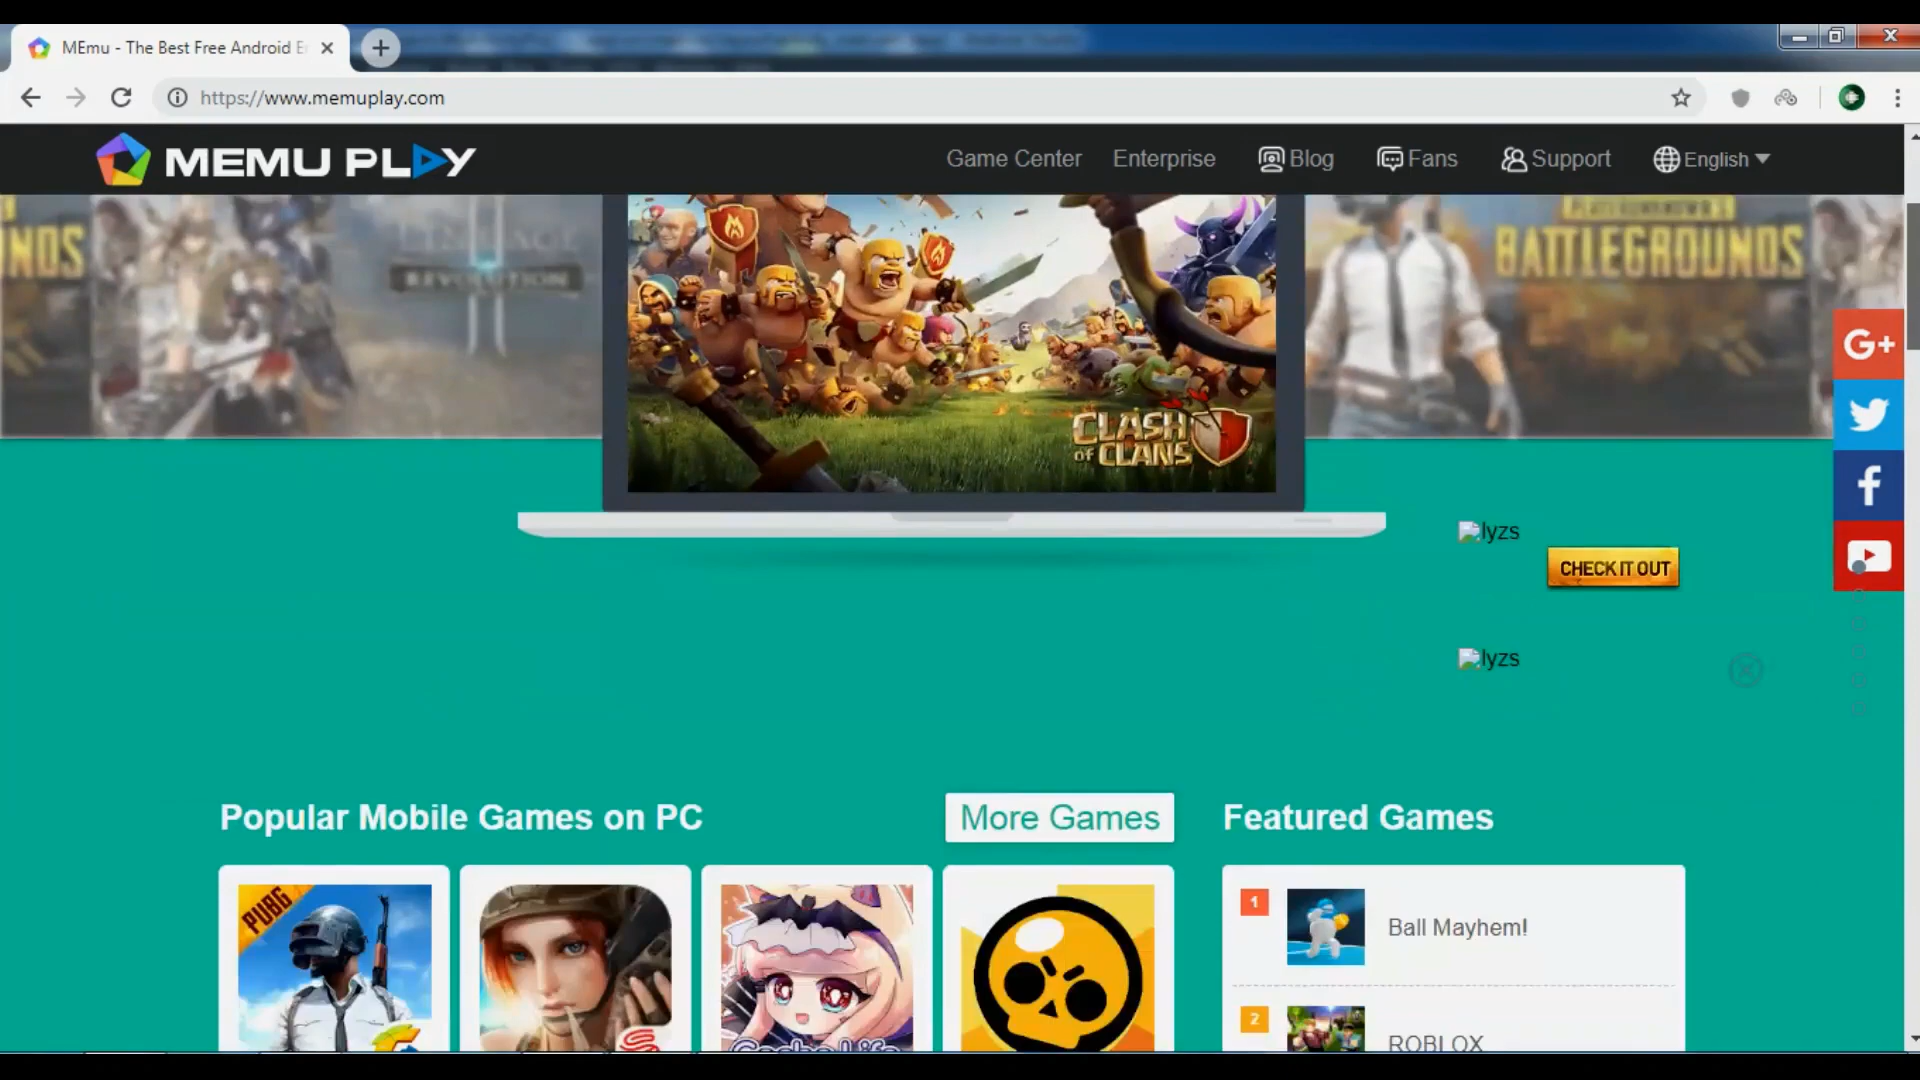 MEmu - The Best Free Android E
https://www.memuplay.com
MEMU PLAY
Game Center
Enterprise
Blog
Fans
Support
English
REVOLUTION
BATTLEGROUNDS
CLASH
OF CLANS
G+
lyzs
CHECK IT OUT
lyzs
Popular Mobile Games on PC
More Games
Featured Games
PUBG
1
Ball Mayhem!
2
ROBLOX